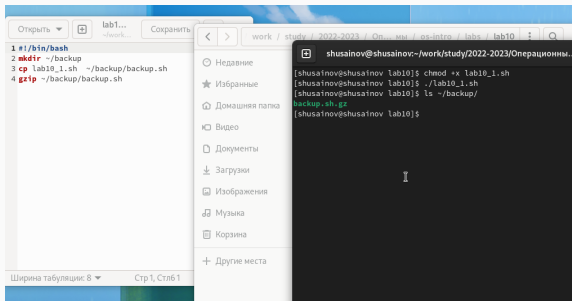 Открыть
lab1...
~/work...
Сохранить
1 #!/bin/bash
2 mkdir ~/backup
3 cp lab10_1.sh ~/backup/backup.sh
4 gzip ~/backup/backup.sh
Ширина табуляции: 8
Стр 1, Стлб 1
work / study / 2022-2023 / Оп... мы / os-intro / labs / lab10
Недавние
Избранные
Домашняя папка
Видео
Документы
Загрузки
Изображения
Музыка
Корзина
Другие места
shusainov@shusainov:~/work/study/2022-2023/Операционны...
[shusainov@shusainov lab10]$ chmod +x lab10_1.sh
[shusainov@shusainov lab10]$ ./lab10_1.sh
[shusainov@shusainov lab10]$ ls ~/backup/
backup.sh.gz
[shusainov@shusainov lab10]$